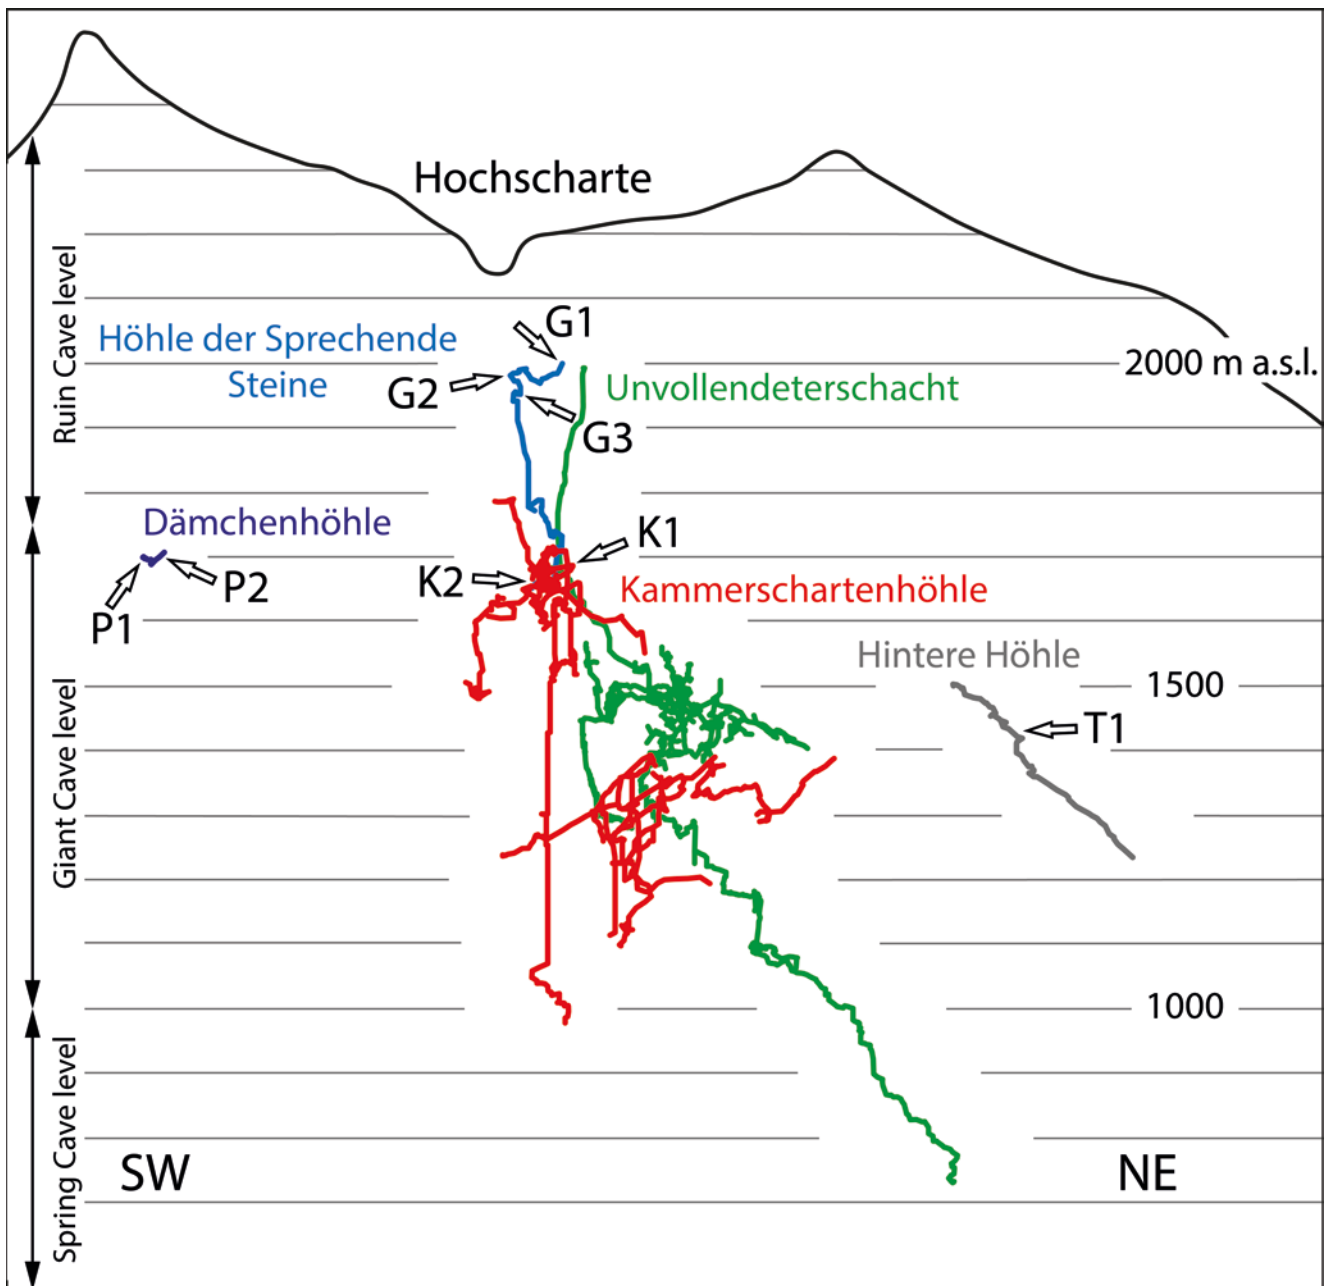 Hochscharte
Ruin Cave level
G1
Höhle der Sprechende
Steine
2000 m a.s.l.
G2
Unvollendeterschacht
G3
Dämchenhöhle
K1
K2
P2
Kammerschartenhöhle
P1
Hintere Höhle
1500
T1
Giant Cave level
1000
Spring Cave level
SW
NE